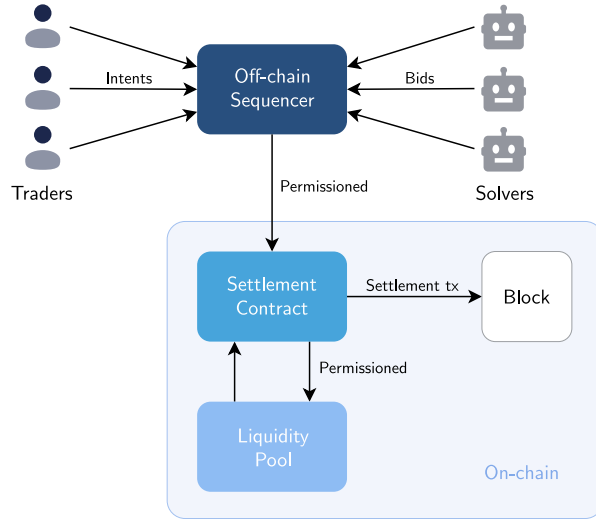 Intents
Off-chain
Sequencer
Bids
Traders
Permissioned
Solvers
Settlement
Contract
Settlement tx
Block
Permissioned
Liquidity
Pool
On-chain